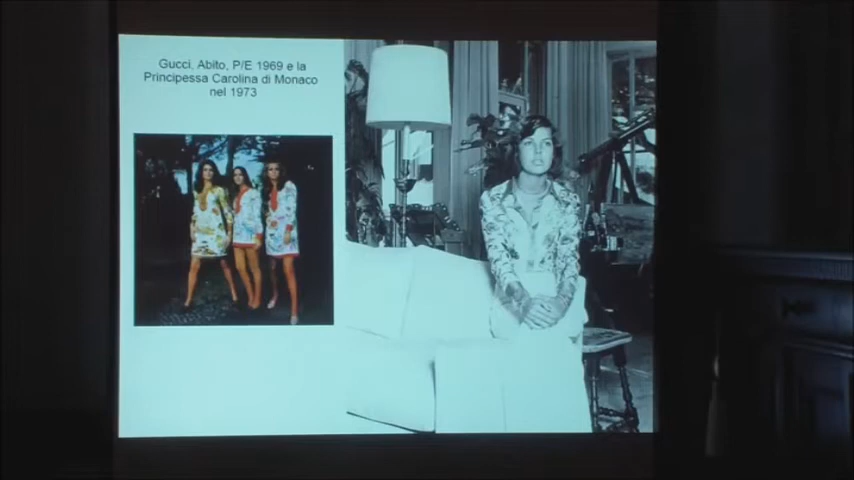 Gucci, Abito, P/E 1969 e la
Principessa Carolina di Monaco
nel 1973